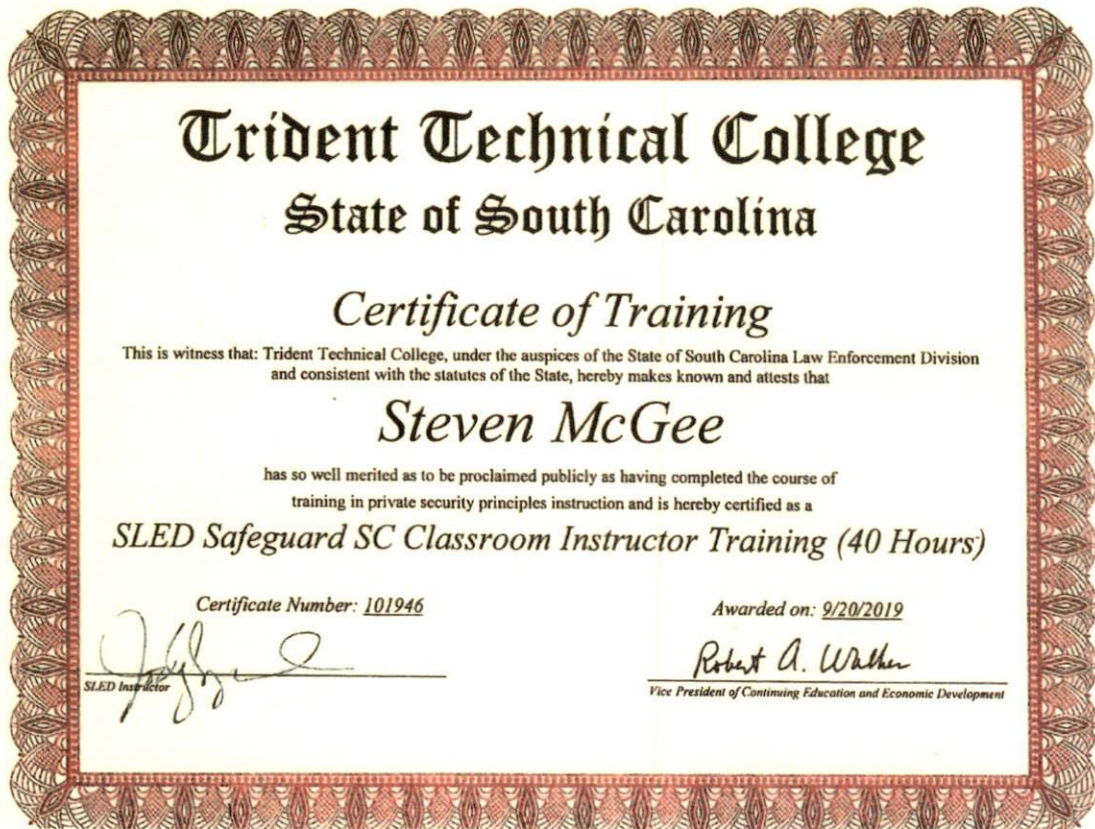 Trident Technical College
State of South Carolina
Certificate of Training
This is witness that: Trident Technical College, under the auspices of the State of South Carolina Law Enforcement Division
and consistent with the statutes of the State, hereby makes known and attests that
Steven McGee
has so well merited as to be proclaimed publicly as having completed the course of
training in private security principles instruction and is hereby certified as a
SLED Safeguard SC Classroom Instructor Training (40 Hours)
Certificate Number: 101946
Awarded on: 9/20/2019
Robert A. Walker
SLED Instructor
Vice President of Continuing Education and Economic Development